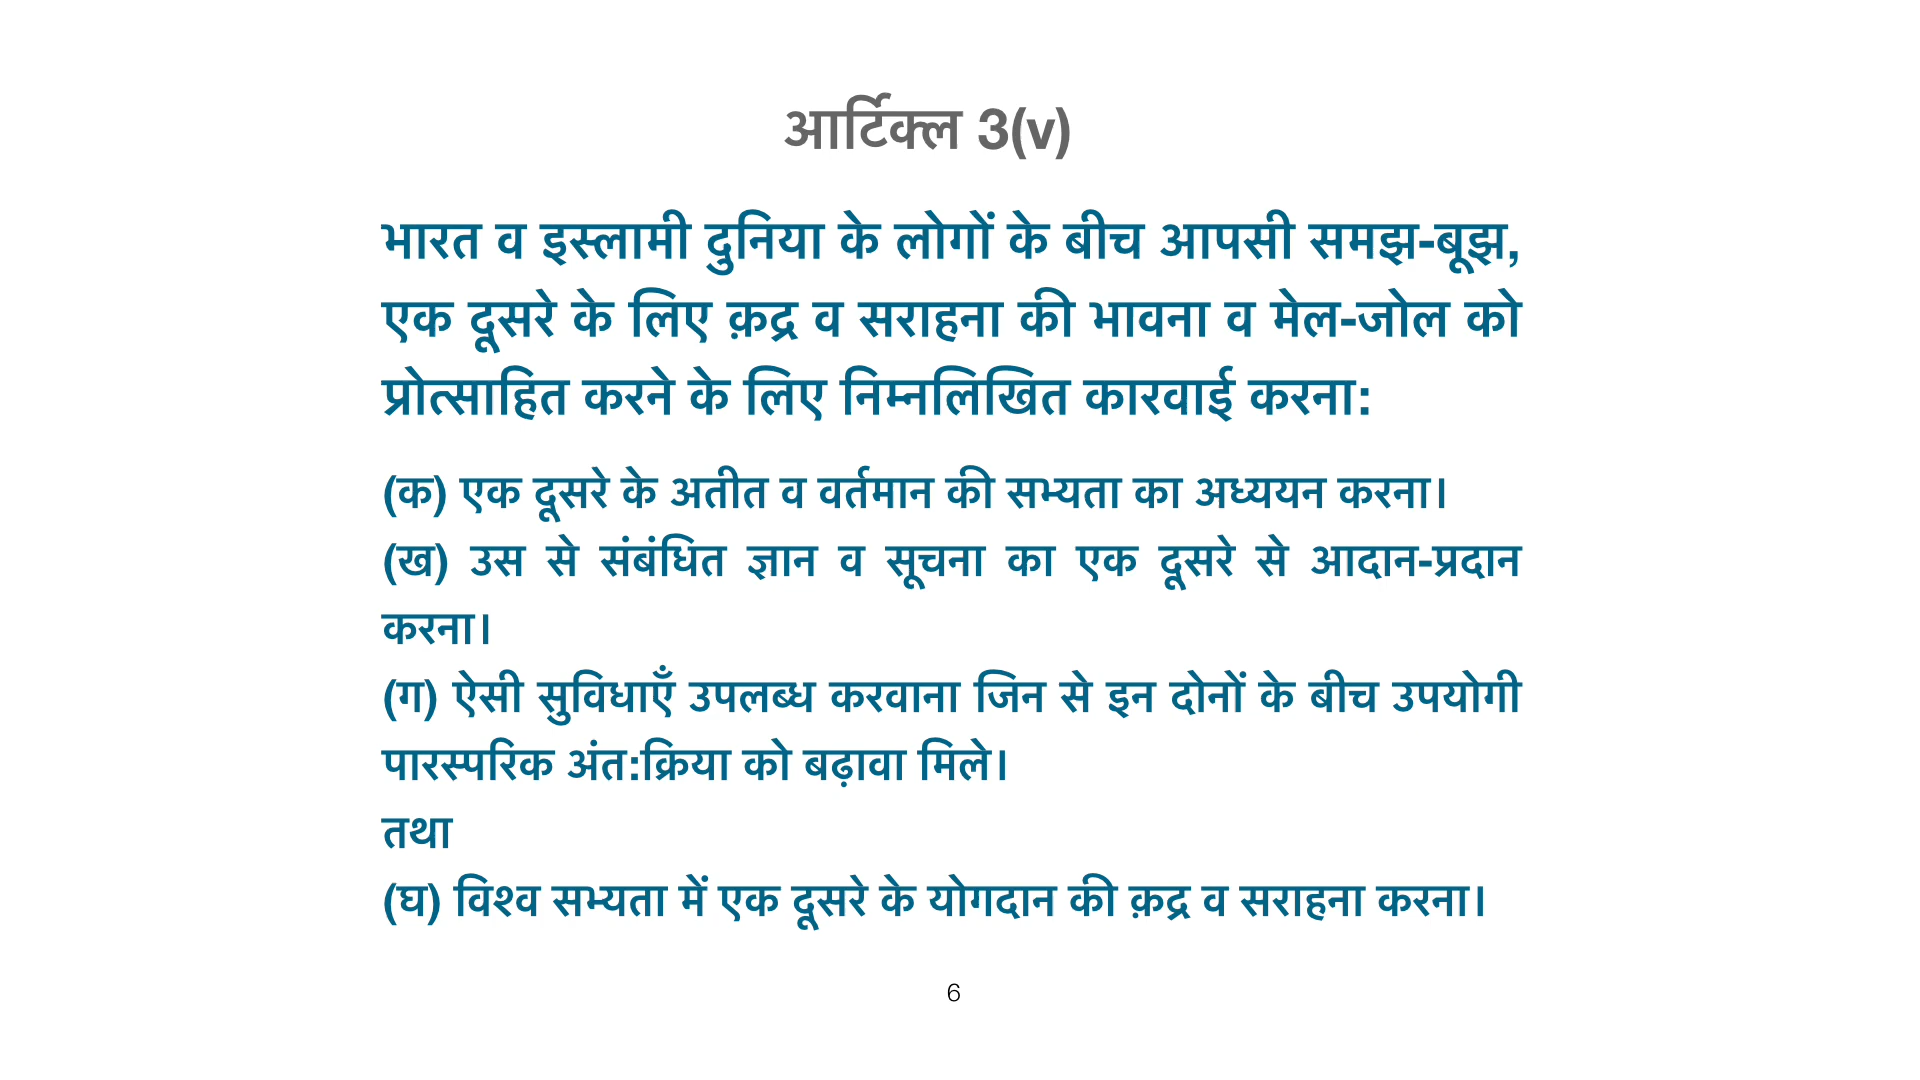 आर्टिक्ल 3(v)
भारत व इस्लामी दुनिया के लोगों के बीच आपसी समझ-बूझ,
एक दूसरे के लिए क़द्र व सराहना की भावना व मेल-जोल को
प्रोत्साहित करने के लिए निम्नलिखित कारवाई करना:
(क) एक दूसरे के अतीत व वर्तमान की सभ्यता का अध्ययन करना।
(ख) उस से संबंधित ज्ञान व सूचना का एक दूसरे से आदान-प्रदान
करना।
(ग) ऐसी सुविधाएँ उपलब्ध करवाना जिन से इन दोनों के बीच उपयोगी
पारस्परिक अंत:क्रिया को बढ़ावा मिले।
तथा
(घ) विश्व सभ्यता में एक दूसरे के योगदान की क़द्र व सराहना करना।
6